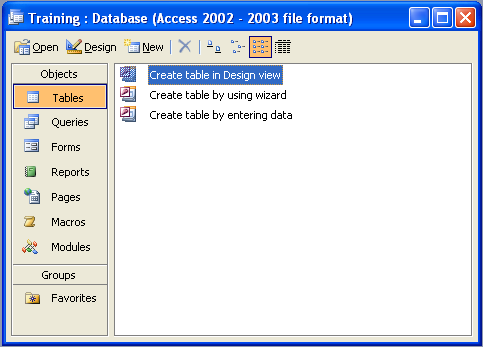 Training : Database (Access 2002 - 2003 file format)
Open Design New
Objects
Tables
Queries
Forms
Reports
Pages
Macros
Modules
Groups
Favorites
Create table in Design view
Create table by using wizard
Create table by entering data